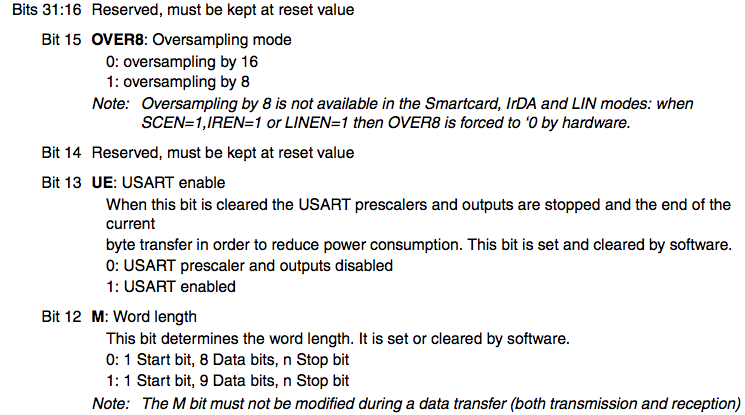 Bits 31:16 Reserved, must be kept at reset value
Bit 15 OVER8: Oversampling mode
0: oversampling by 16
1: oversampling by 8
Note: Oversampling by 8 is not available in the Smartcard, IrDA and LIN modes: when
SCEN=1,IREN=1 or LINEN=1 then OVER8 is forced to ‘0 by hardware.
Bit 14 Reserved, must be kept at reset value
Bit 13 UE: USART enable
When this bit is cleared the USART prescalers and outputs are stopped and the end of the
current
byte transfer in order to reduce power consumption. This bit is set and cleared by software.
0: USART prescaler and outputs disabled
1: USART enabled
Bit 12 M: Word length
This bit determines the word length. It is set or cleared by software.
0: 1 Start bit, 8 Data bits, n Stop bit
1: 1 Start bit, 9 Data bits, n Stop bit
Note: The M bit must not be modified during a data transfer (both transmission and reception)